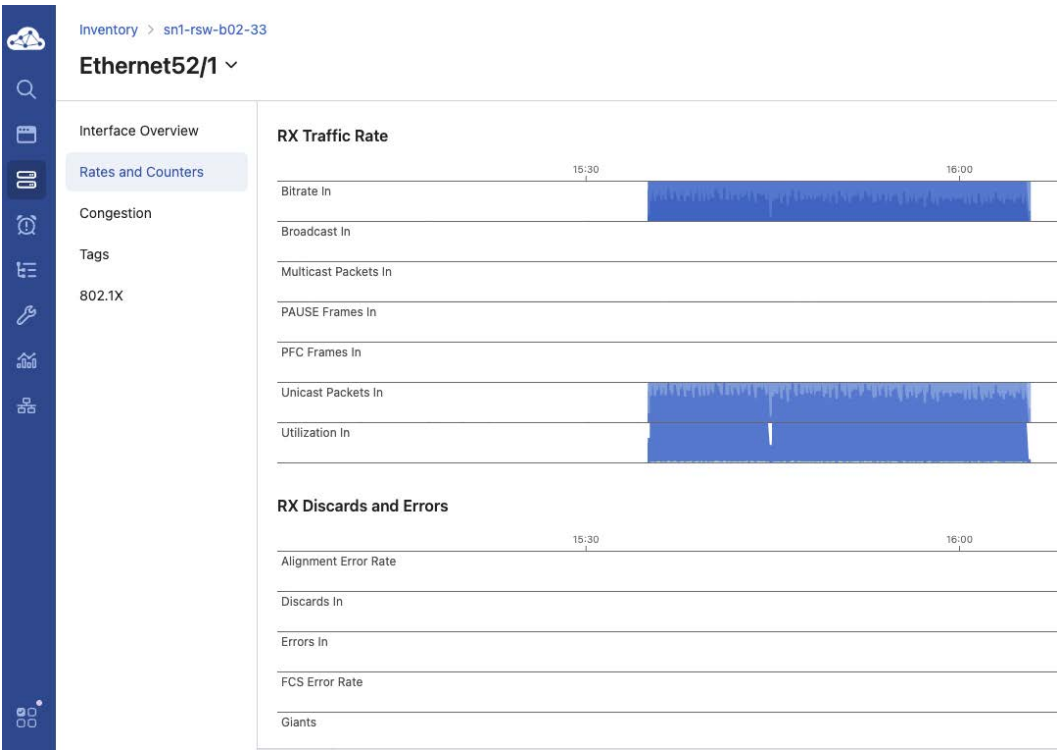 Inventory > sn1-rsw-b02-33
Ethernet52/1
Interface Overview
Rates and Counters
Congestion
Tags
802.1X
RX Traffic Rate
15:30 16:00
Bitrate In
Broadcast In
Multicast Packets In
PAUSE Frames In
PFC Frames In
Unicast Packets In
Utilization In
RX Discards and Errors
15:30 16:00
Alignment Error Rate
Discards In
Errors In
FCS Error Rate
Giants